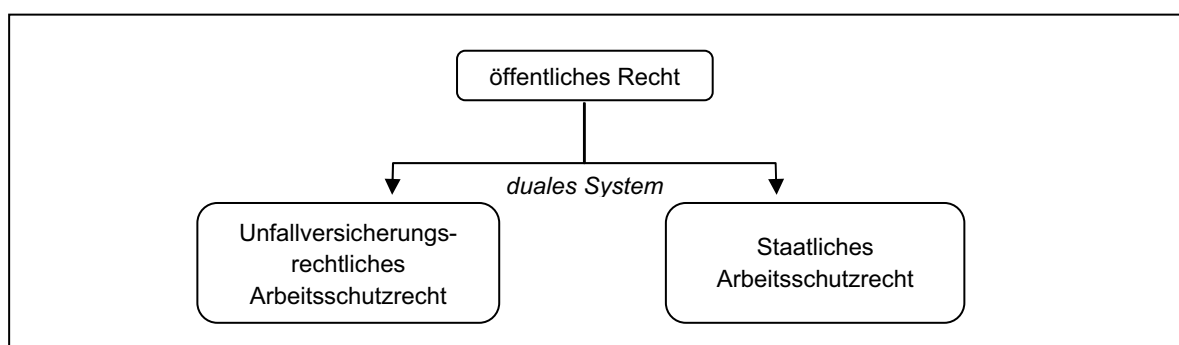 öffentliches Recht
duales System
Unfallversicherungs-
rechtliches
Arbeitsschutzrecht
Staatliches
Arbeitsschutzrecht